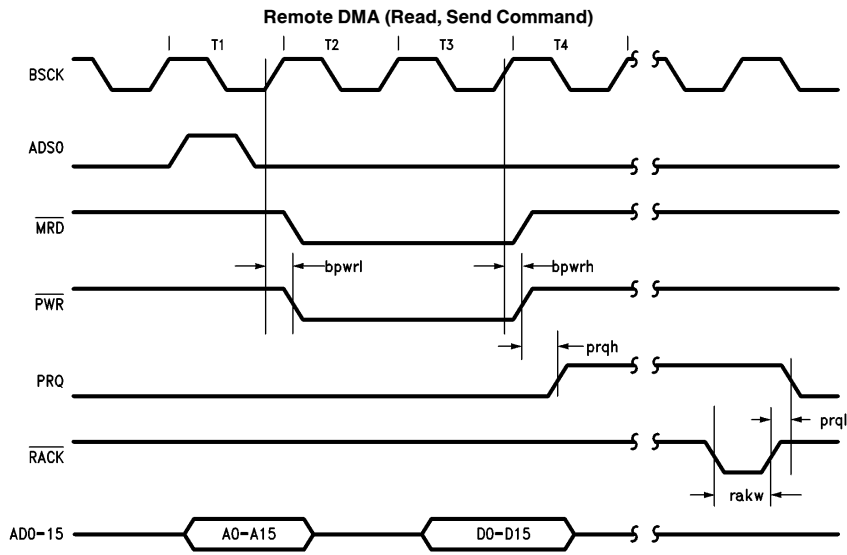 Remote DMA (Read, Send Command)
T1 T2 T3 T4
BSCK
ADS0
MRD
bpwrl bpwrh
PWR
prqh
PRQ
prql
RACK
rakw
AD0-15 A0-A15 D0-D15